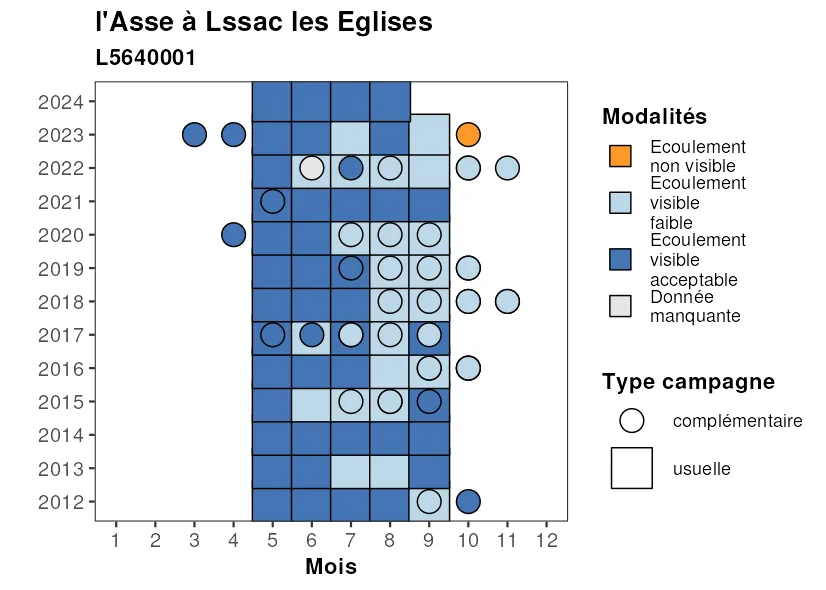 l'Asse à Lssac les Eglises
L5640001
2024
2023
2022
2021
2020
2019
2018
2017
2016
2015
2014
2013
2012
1 2 3 4 5 6 7 8 9 10 11 12
Mois
Modalités
Ecoulement
non visible
Ecoulement
visible
faible
Ecoulement
visible
acceptable
Donnée
manquante
Type campagne
complémentaire
usuelle